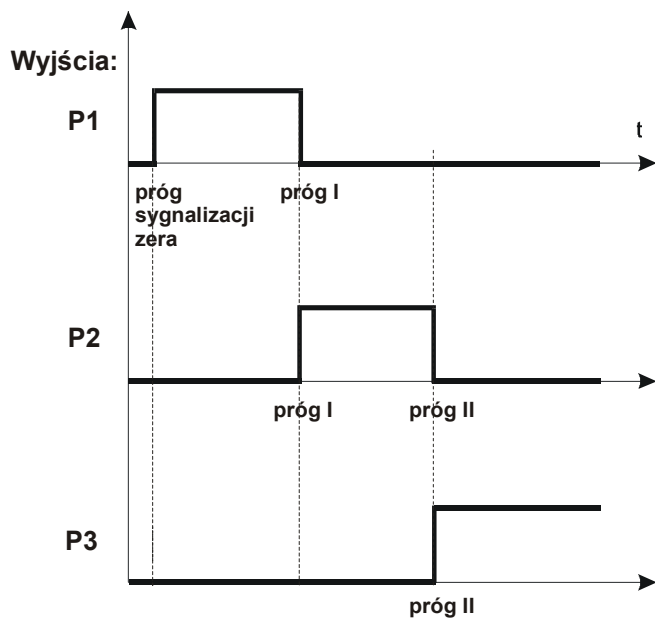 Wyjścia:
P1
t
próg
sygnalizacji
zera
próg I
P2
próg I
próg II
P3
próg II